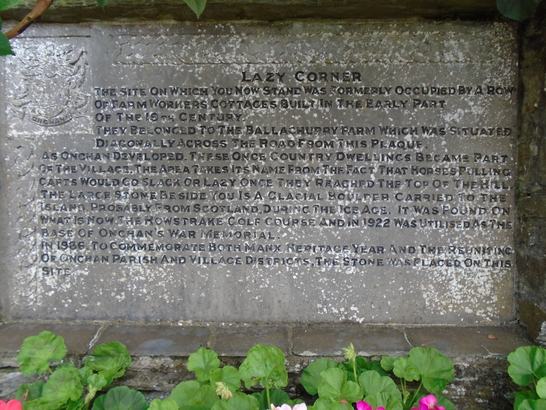 Lazy Corner
The Site On Which You Now Stand Was Formerly Occupied By A Row
Of Farm Workers Cottages Built In The Early Part
Of The 19th Century.
They Belonged To The Ballachurry Farm Which Was Situated
Diagonally Across The Road From This Plaque.
As Onchan Developed, These Once Country Dwellings Became Part
Of The Village. The Area Takes Its Name From The Fact That Horses Pulling
Carts Would Go Slack Or Lazy Once They Reached The Top Of The Hill.
The Large Stone Beside You Is A Glacial Boulder Carried To The
Island, Probably From Scotland, During The Ice Age. It Was Found On
What Is Now The Howstrake Golf Course And In 1922 Was Utilised As The
Base Of Onchan's War Memorial.
In 1986, To Commemorate Both Manx Heritage Year And The Reuniting
Of Onchan Parish And Village Districts, The Stone Was Placed On This
Site